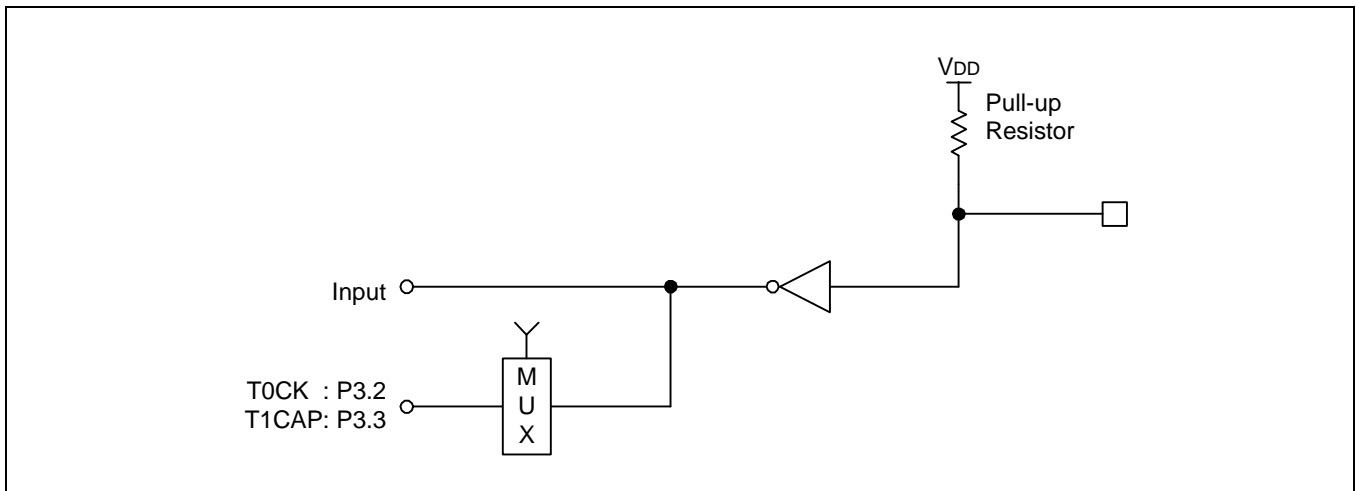 VDD
Pull-up
Resistor
Input
T0CK : P3.2
T1CAP: P3.3
M
U
X